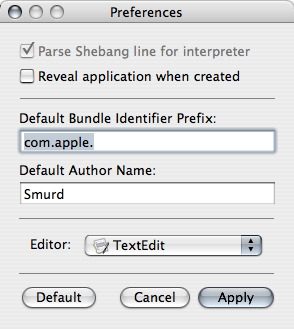 Preferences
Parse Shebang line for interpreter
Reveal application when created
Default Bundle Identifier Prefix:
com.apple.
Default Author Name:
Smurd
Editor: TextEdit
Default Cancel Apply